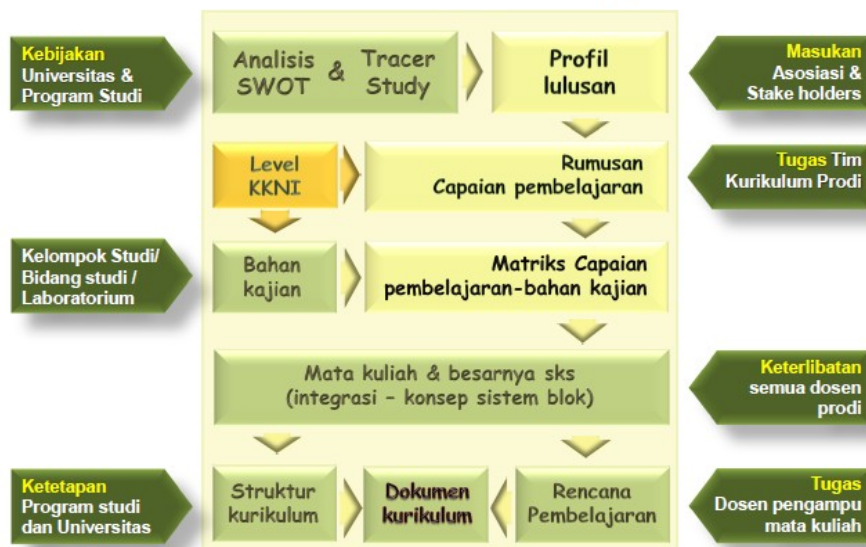 Kebijakan
Universitas &
Program Studi
Analisis
SWOT
&
Tracer
Study
Profil
lulusan
Masukan
Asosiasi &
Stake holders
Level
KKNI
Rumusan
Capaian pembelajaran
Tugas Tim
Kurikulum Prodi
Kelompok Studi/
Bidang studi /
Laboratorium
Bahan
kajian
Matriks Capaian
pembelajaran-bahan kajian
Mata kuliah & besarnya sks
(integrasi – konsep sistem blok)
Keterlibatan
semua dosen
prodi
Ketetapan
Program studi
dan Universitas
Struktur
kurikulum
Dokumen
kurikulum
Rencana
Pembelajaran
Tugas
Dosen pengampu
mata kuliah